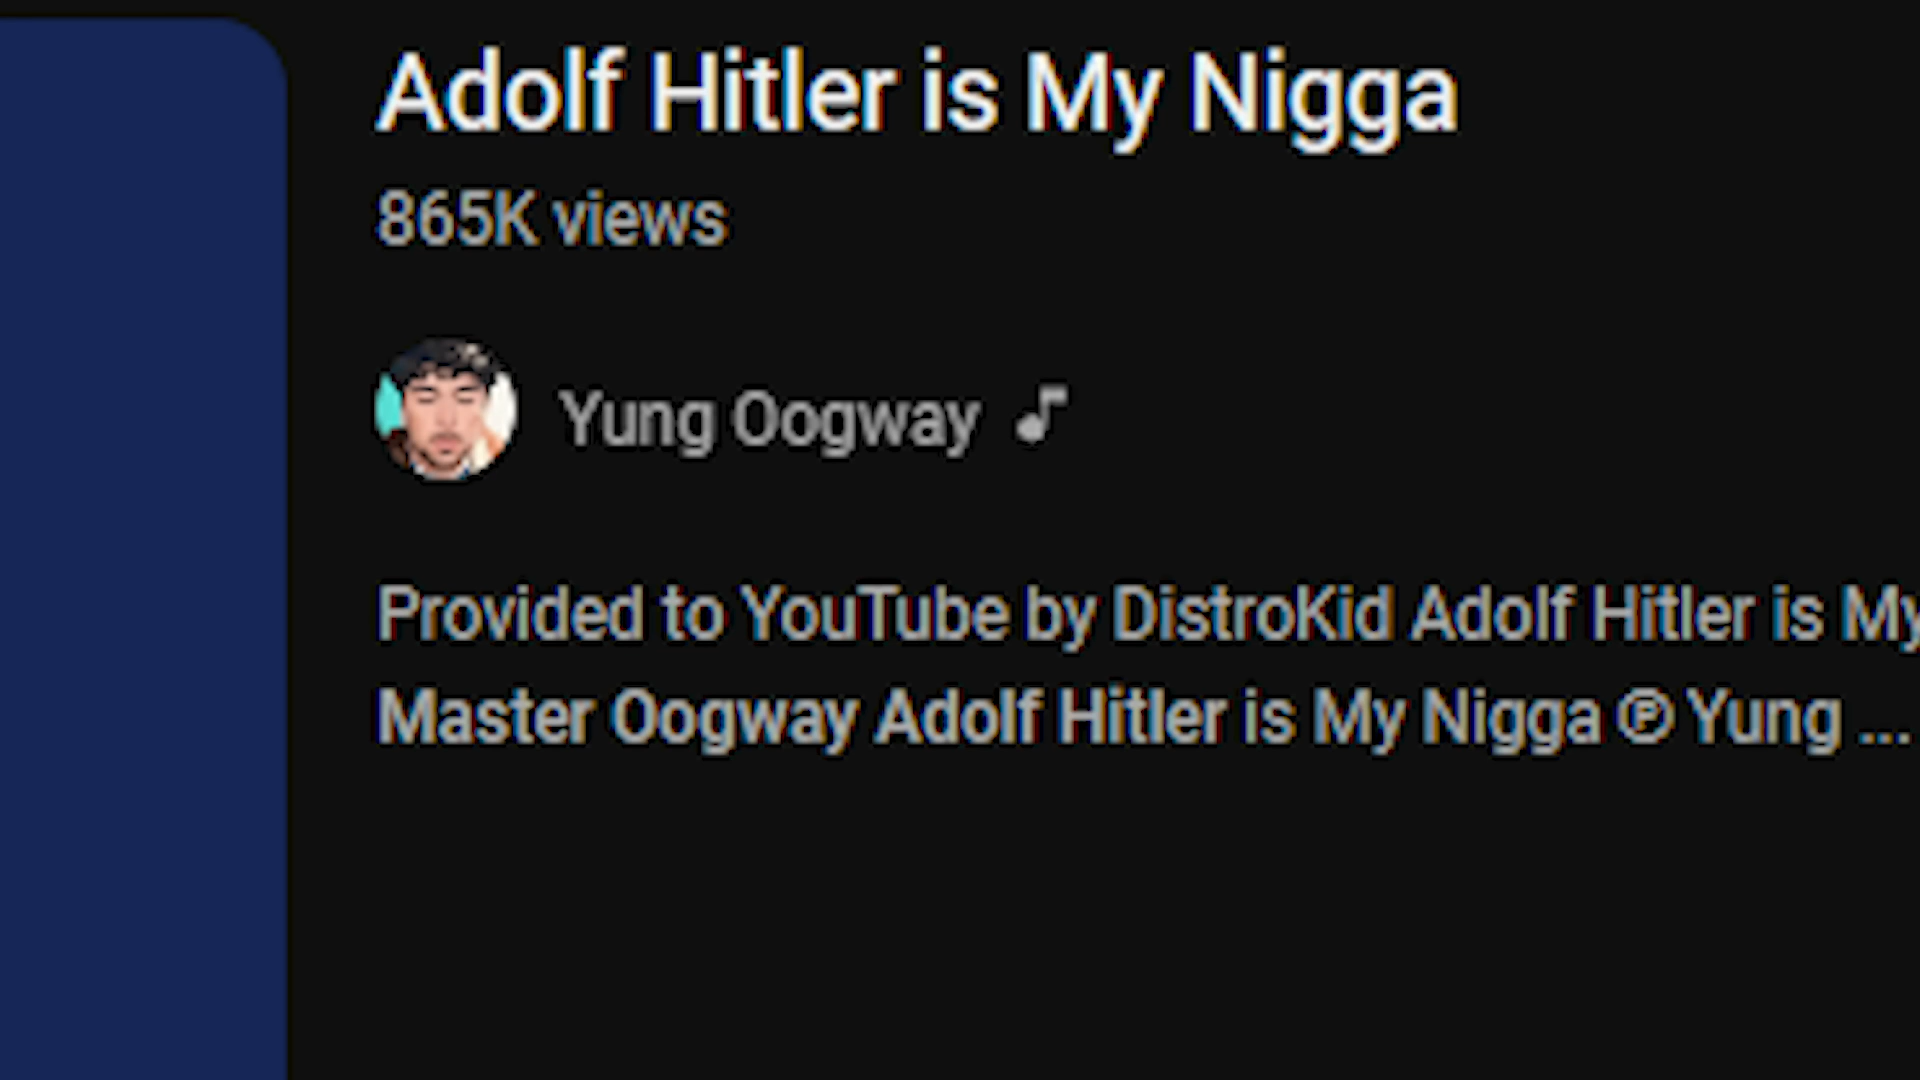 Adolf Hitler is My Nigga
865K views
Yung Oogway
Provided to YouTube by DistroKid Adolf Hitler is My
Master Oogway Adolf Hitler is My Nigga ℗ Yung ...